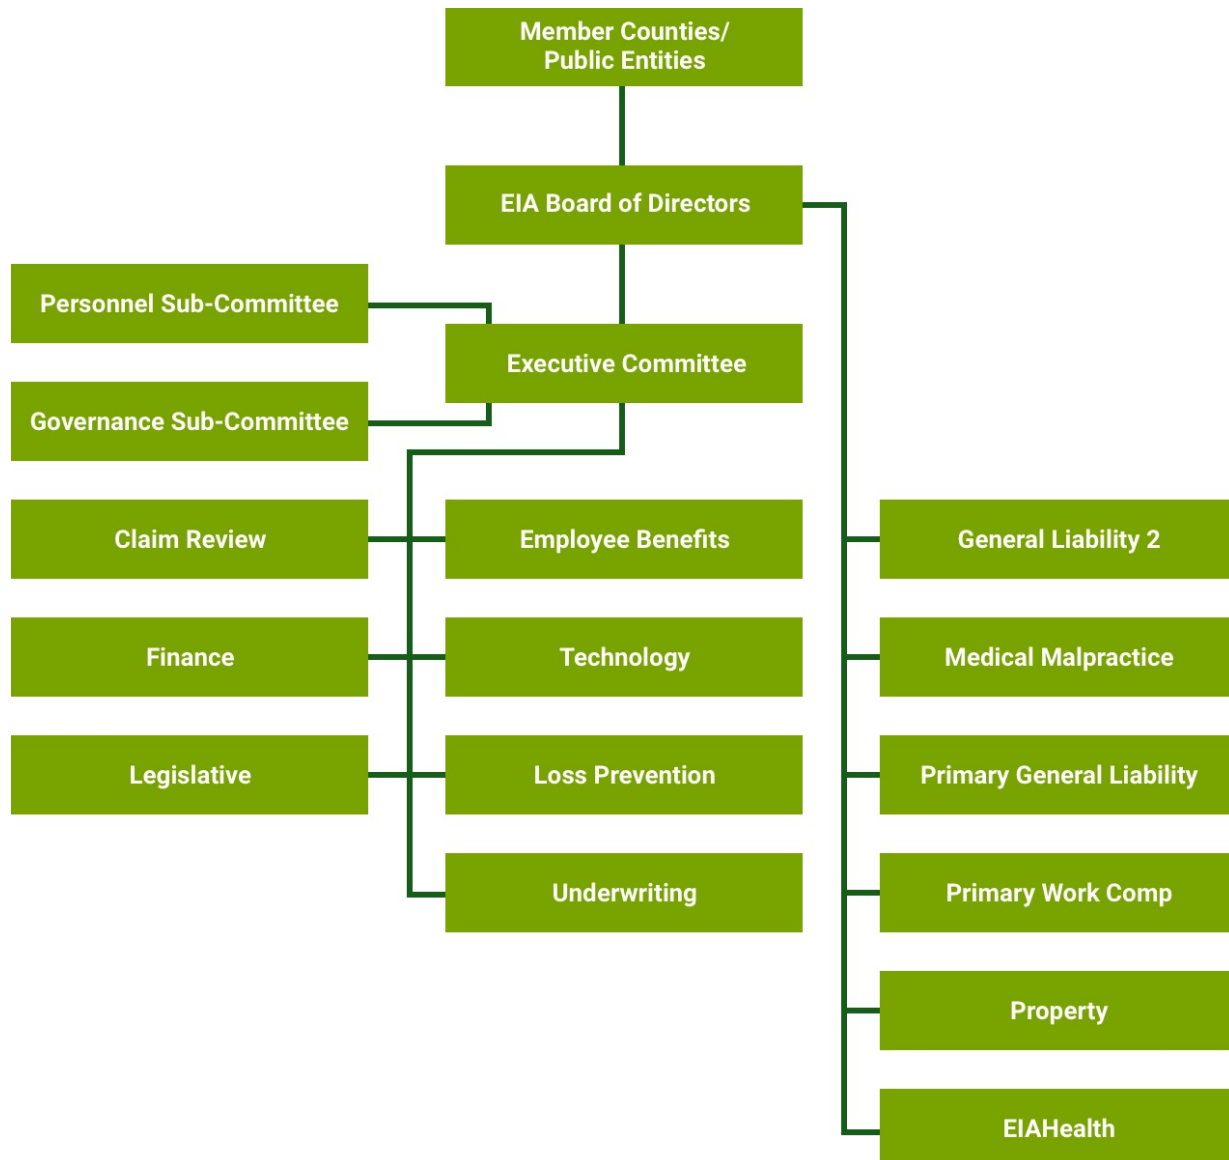 Member Counties/
Public Entities
EIA Board of Directors
Personnel Sub-Committee
Executive Committee
Governance Sub-Committee
Claim Review
Employee Benefits
General Liability 2
Finance
Technology
Medical Malpractice
Legislative
Loss Prevention
Primary General Liability
Underwriting
Primary Work Comp
Property
EIAHealth